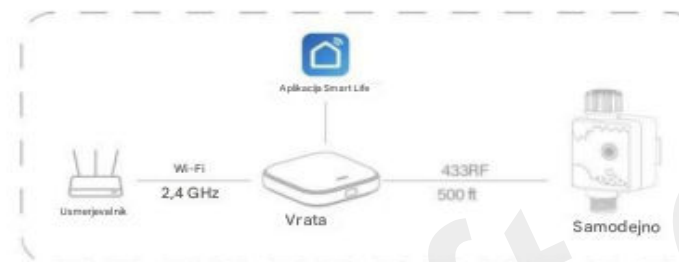 Aplikacija Smart Life
Wi-Fi
2,4 GHz
433RF
500 ft
Usmerjevalnik
Vrata
Samodejno